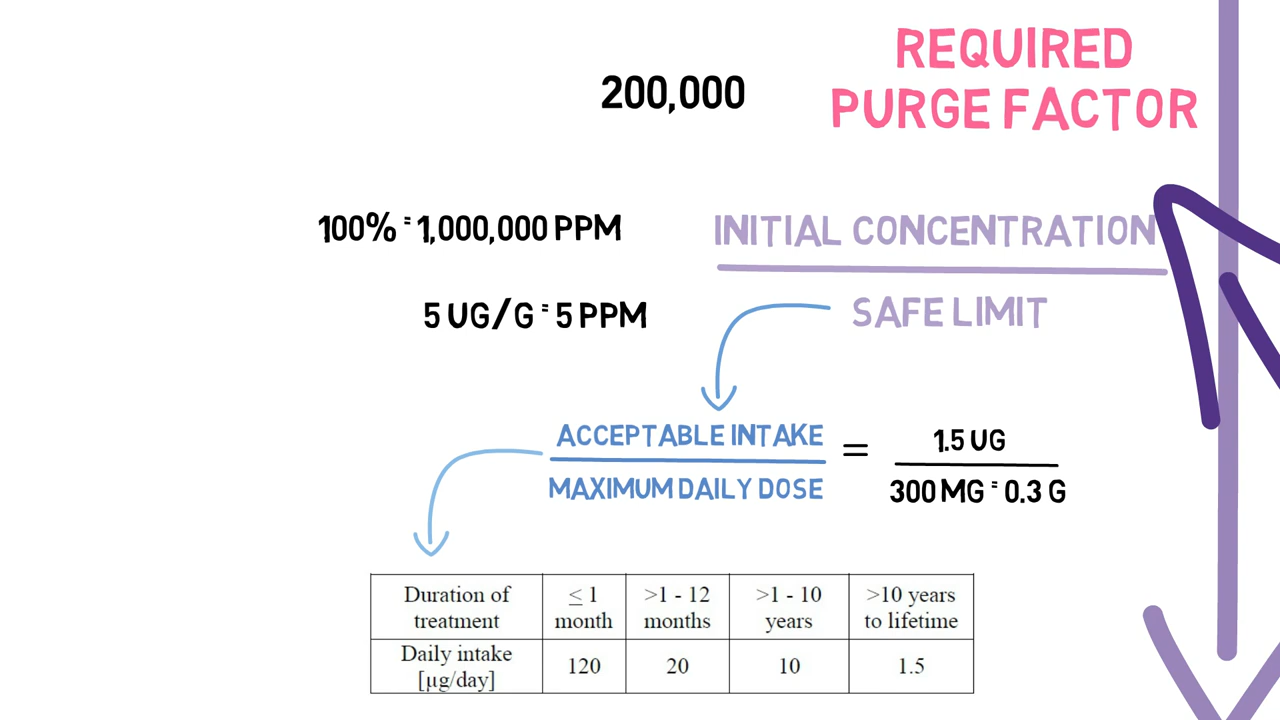 REQUIRED
PURGE FACTOR
200,000
100% = 1,000,000 PPM
INITIAL CONCENTRATION
5 UG/G = 5 PPM
SAFE LIMIT
ACCEPTABLE INTAKE
MAXIMUM DAILY DOSE
=
1.5 UG
300 MG = 0.3 G
Duration of treatment | ≤ 1 month | >1 - 12 months | >1 - 10 years | >10 years to lifetime
Daily intake [µg/day] | 120 | 20 | 10 | 1.5